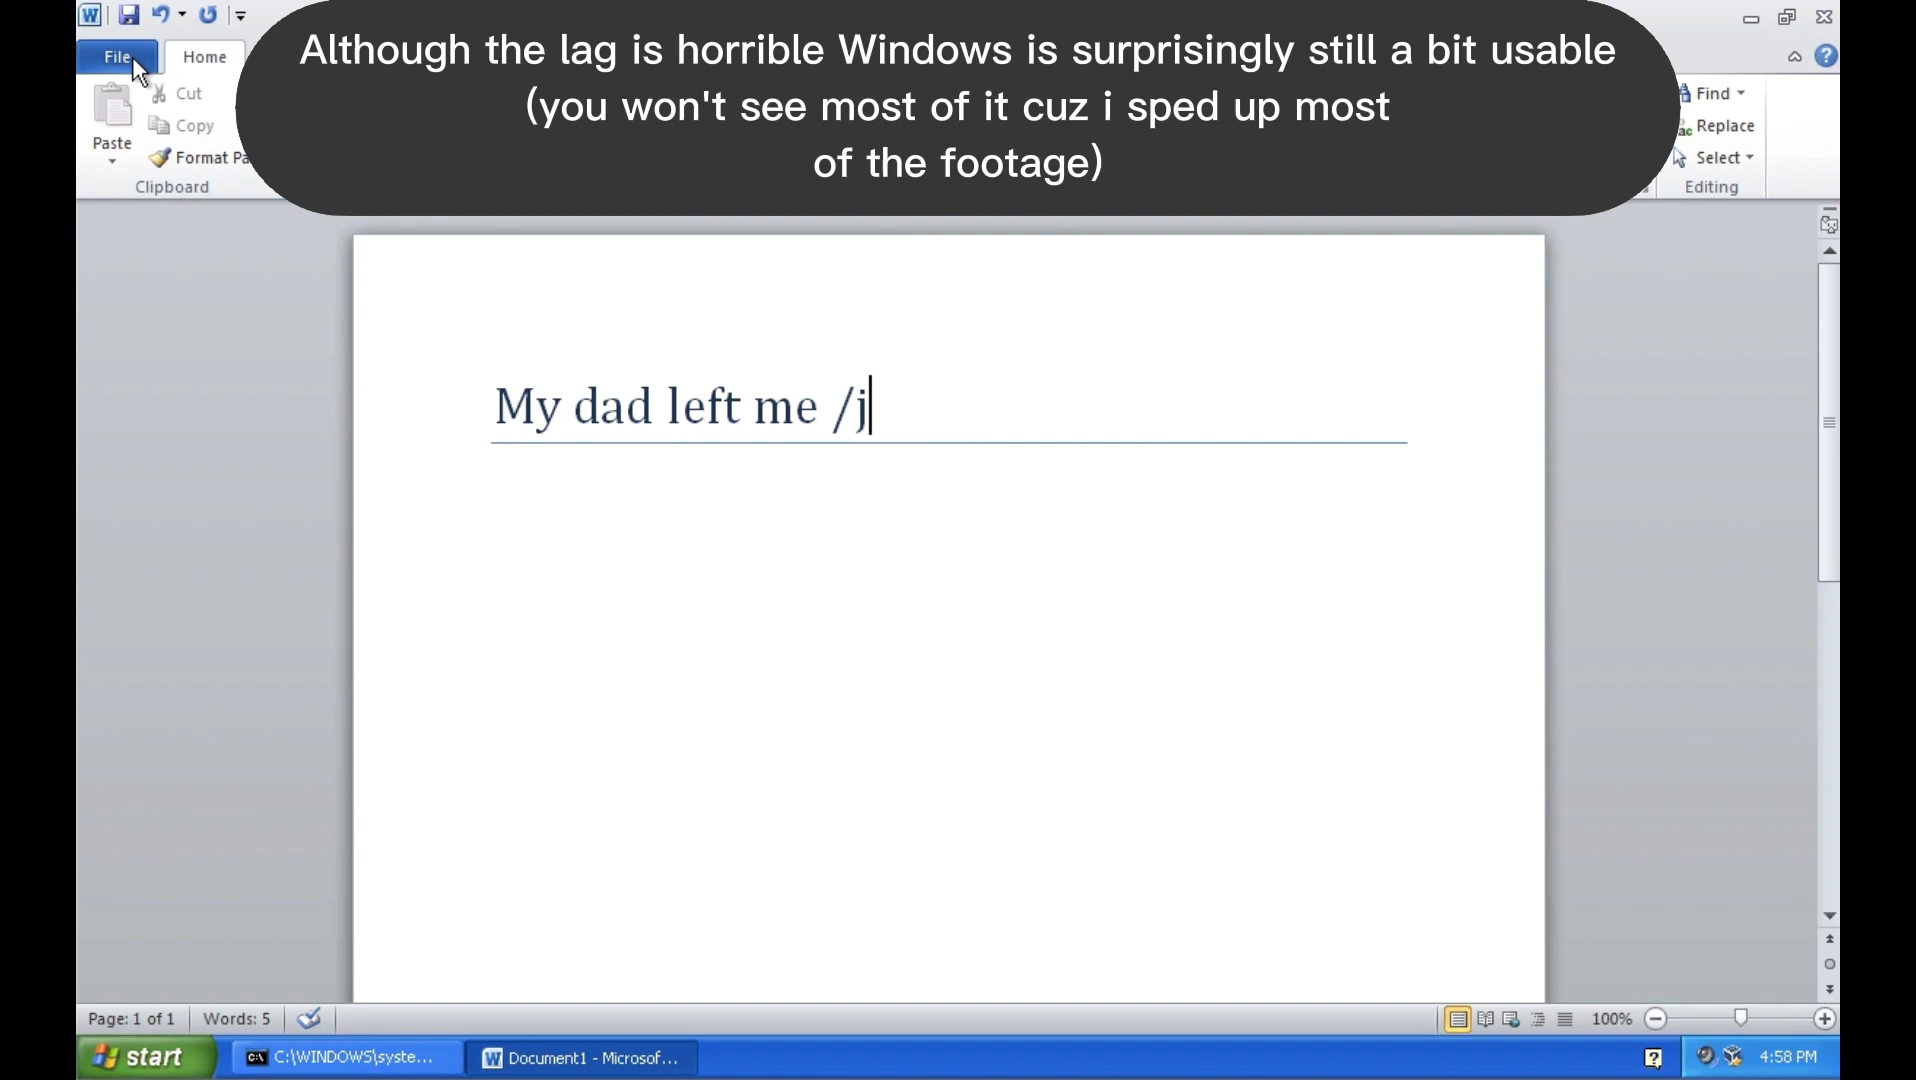 Although the lag is horrible Windows is surprisingly still a bit usable
(you won't see most of it cuz i sped up most
of the footage)
File Home
Cut
Copy
Paste
Format Pa
Clipboard
Find
Replace
Select
Editing
My dad left me /j
Page: 1 of 1 Words: 5 100%
start C:\WINDOWS\syste... Document1 - Microsof... 4:58 PM